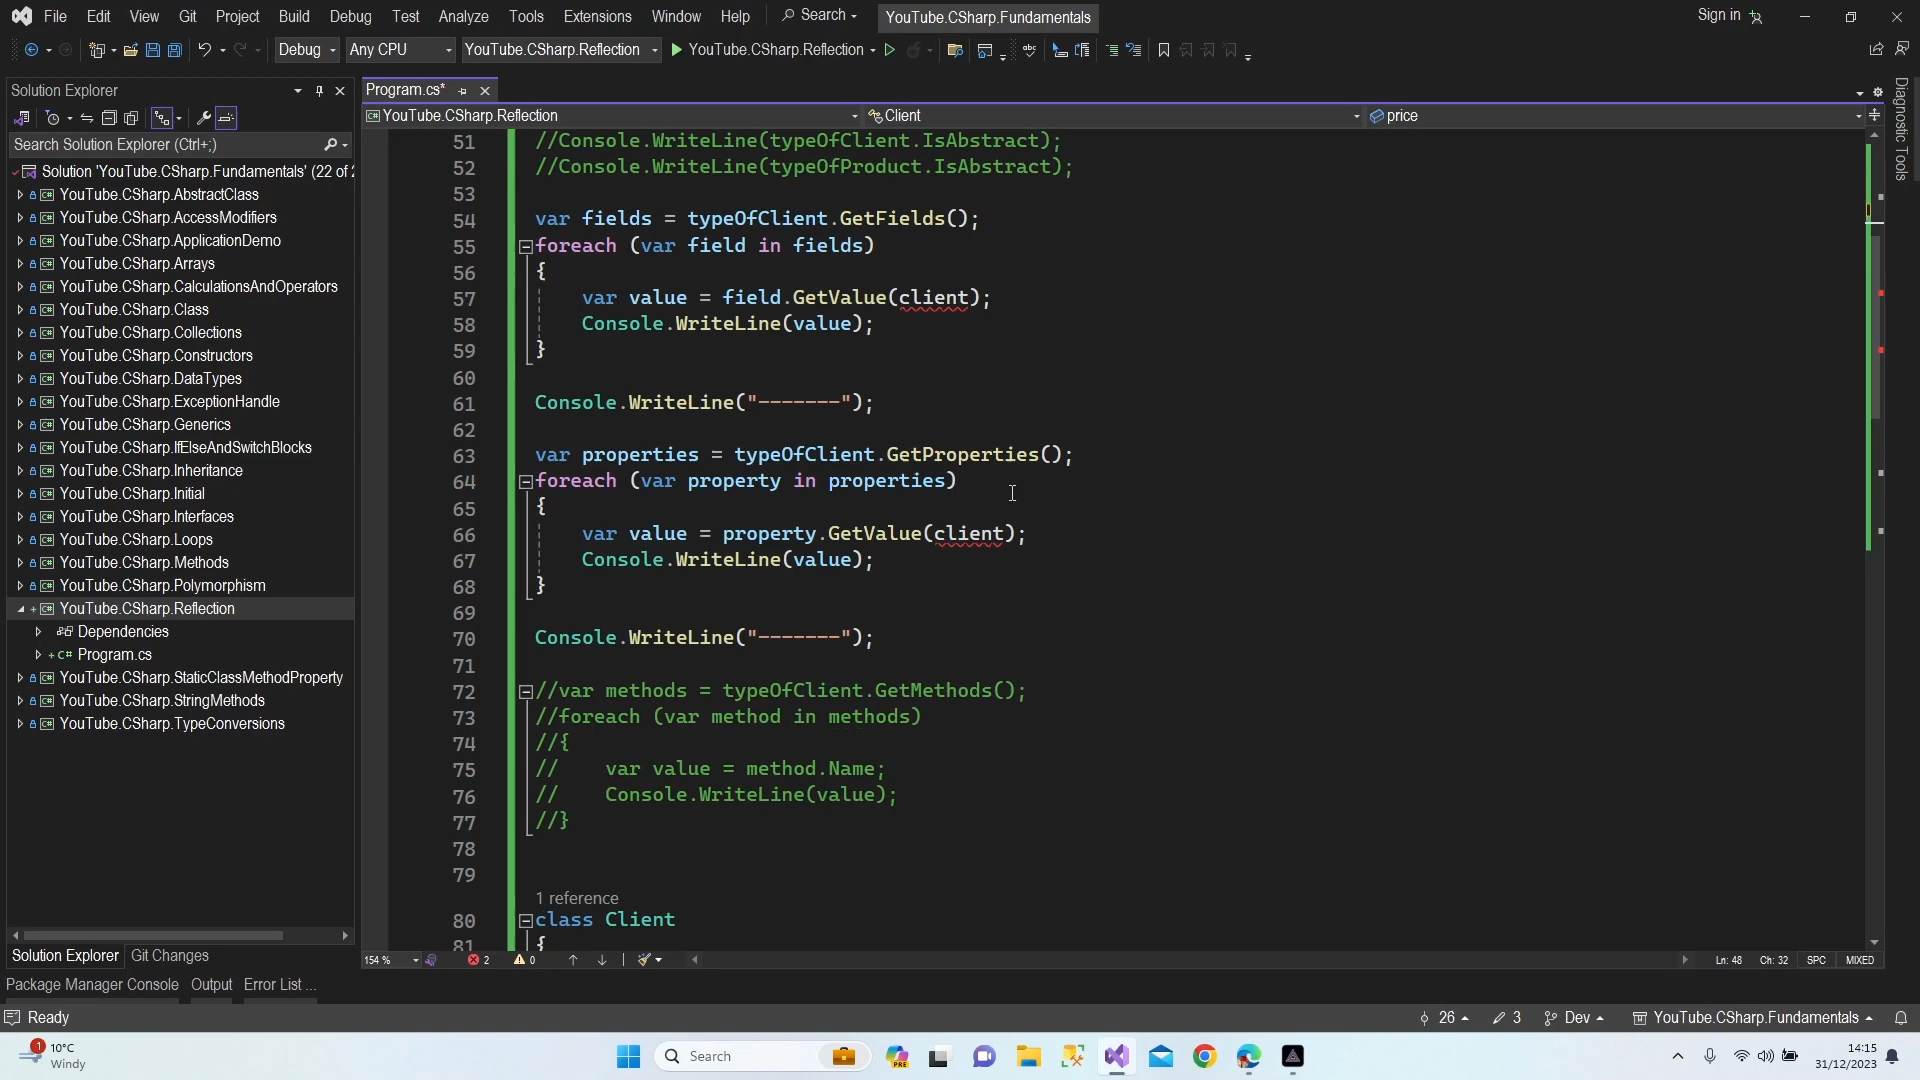 File Edit View Git Project Build Debug Test Analyze Tools Extensions Window Help Search YouTube.CSharp.Fundamentals Sign in
Debug Any CPU YouTube.CSharp.Reflection YouTube.CSharp.Reflection
Solution Explorer
Search Solution Explorer (Ctrl+;)
Solution 'YouTube.CSharp.Fundamentals' (22 of
YouTube.CSharp.AbstractClass
YouTube.CSharp.AccessModifiers
YouTube.CSharp.ApplicationDemo
YouTube.CSharp.Arrays
YouTube.CSharp.CalculationsAndOperators
YouTube.CSharp.Class
YouTube.CSharp.Collections
YouTube.CSharp.Constructors
YouTube.CSharp.DataTypes
YouTube.CSharp.ExceptionHandle
YouTube.CSharp.Generics
YouTube.CSharp.IfElseAndSwitchBlocks
YouTube.CSharp.Inheritance
YouTube.CSharp.Initial
YouTube.CSharp.Interfaces
YouTube.CSharp.Loops
YouTube.CSharp.Methods
YouTube.CSharp.Polymorphism
YouTube.CSharp.Reflection
Dependencies
C# Program.cs
YouTube.CSharp.StaticClassMethodProperty
YouTube.CSharp.StringMethods
YouTube.CSharp.TypeConversions
Solution Explorer Git Changes
Program.cs*
YouTube.CSharp.Reflection Client price
51 //Console.WriteLine(typeOfClient.IsAbstract);
52 //Console.WriteLine(typeOfProduct.IsAbstract);
53
54 var fields = typeOfClient.GetFields();
55 foreach (var field in fields)
56 {
57 var value = field.GetValue(client);
58 Console.WriteLine(value);
59 }
60
61 Console.WriteLine("-------");
62
63 var properties = typeOfClient.GetProperties();
64 foreach (var property in properties)
65 {
66 var value = property.GetValue(client);
67 Console.WriteLine(value);
68 }
69
70 Console.WriteLine("-------");
71
72 //var methods = typeOfClient.GetMethods();
73 //foreach (var method in methods)
74 //{
75 // var value = method.Name;
76 // Console.WriteLine(value);
77 //}
78
79
1 reference
80 class Client
81 {
154 % 2 0 Ln: 48 Ch: 32 SPC MIXED
Diagnostic Tools
Package Manager Console Output Error List ...
Ready 26 3 Dev YouTube.CSharp.Fundamentals
1 10°C
Windy
Search
PRE
14:15
31/12/2023